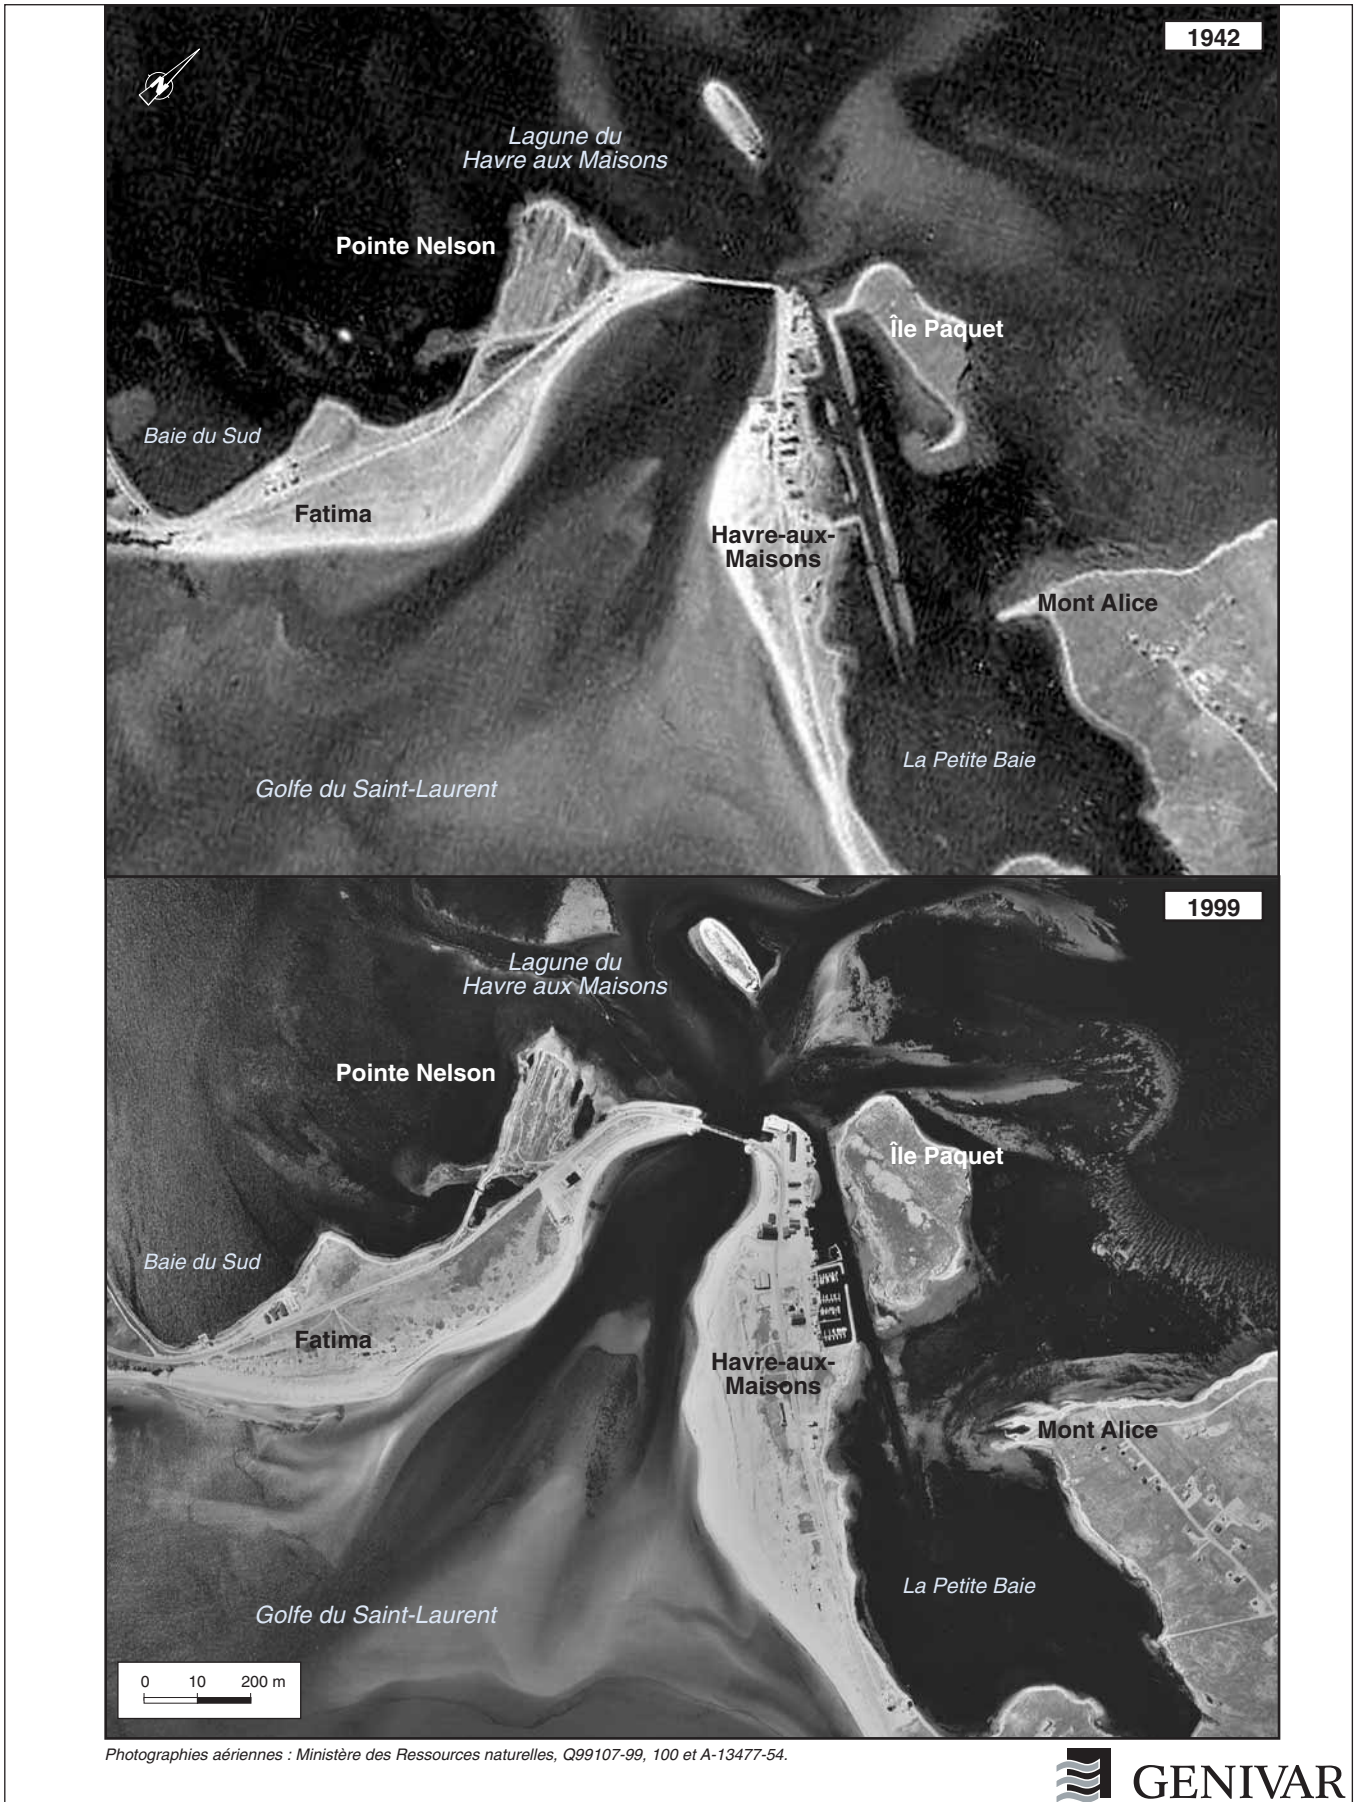 1942
N
Lagune du
Havre aux Maisons
Pointe Nelson
Île Paquet
Baie du Sud
Fatima
Havre-aux-
Maisons
Mont Alice
La Petite Baie
Golfe du Saint-Laurent
1999
Lagune du
Havre aux Maisons
Pointe Nelson
Île Paquet
Baie du Sud
Fatima
Havre-aux-
Maisons
Mont Alice
La Petite Baie
Golfe du Saint-Laurent
0 10 200 m
Photographies aériennes : Ministère des Ressources naturelles, Q99107-99, 100 et A-13477-54.
GENIVAR